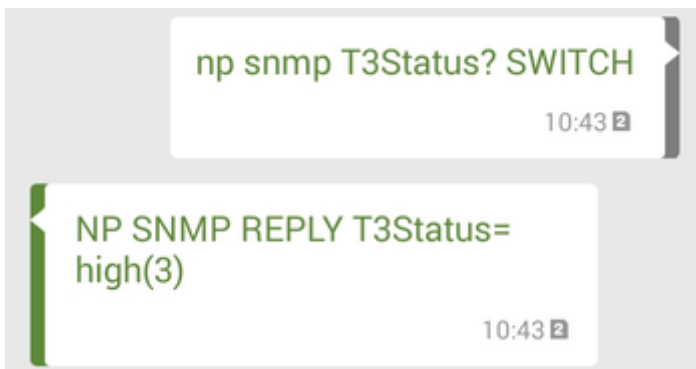 np snmp T3Status? SWITCH
10:43 2
NP SNMP REPLY T3Status=
high(3)
10:43 2